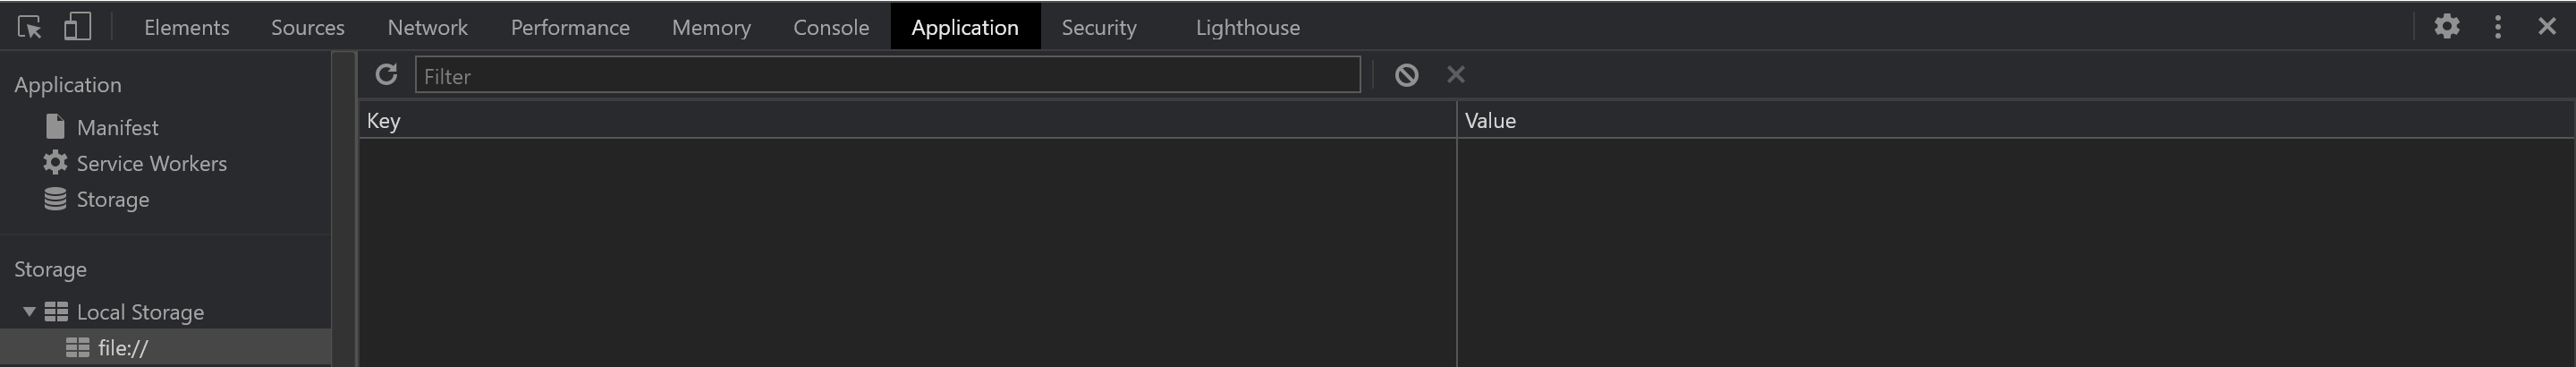 Elements Sources Network Performance Memory Console Application Security Lighthouse
Application
Manifest
Service Workers
Storage
Storage
Local Storage
file://
Filter
Key Value